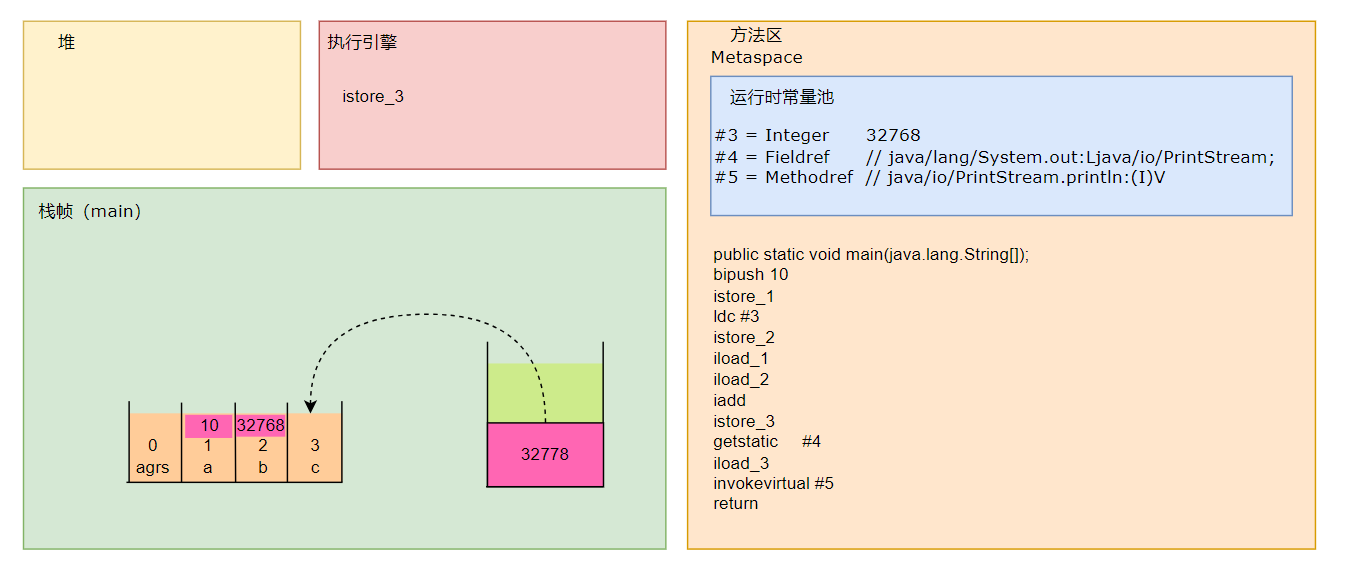 堆
执行引擎
istore_3
方法区
Metaspace
运行时常量池
#3 = Integer 32768
#4 = Fieldref // java/lang/System.out:Ljava/io/PrintStream;
#5 = Methodref // java/io/PrintStream.println:(I)V
public static void main(java.lang.String[]);
bipush 10
istore_1
ldc #3
istore_2
iload_1
iload_2
iadd
istore_3
getstatic #4
iload_3
invokevirtual #5
return
栈帧（main）
10 32768
0 1 2 3
agrs a b c
32778